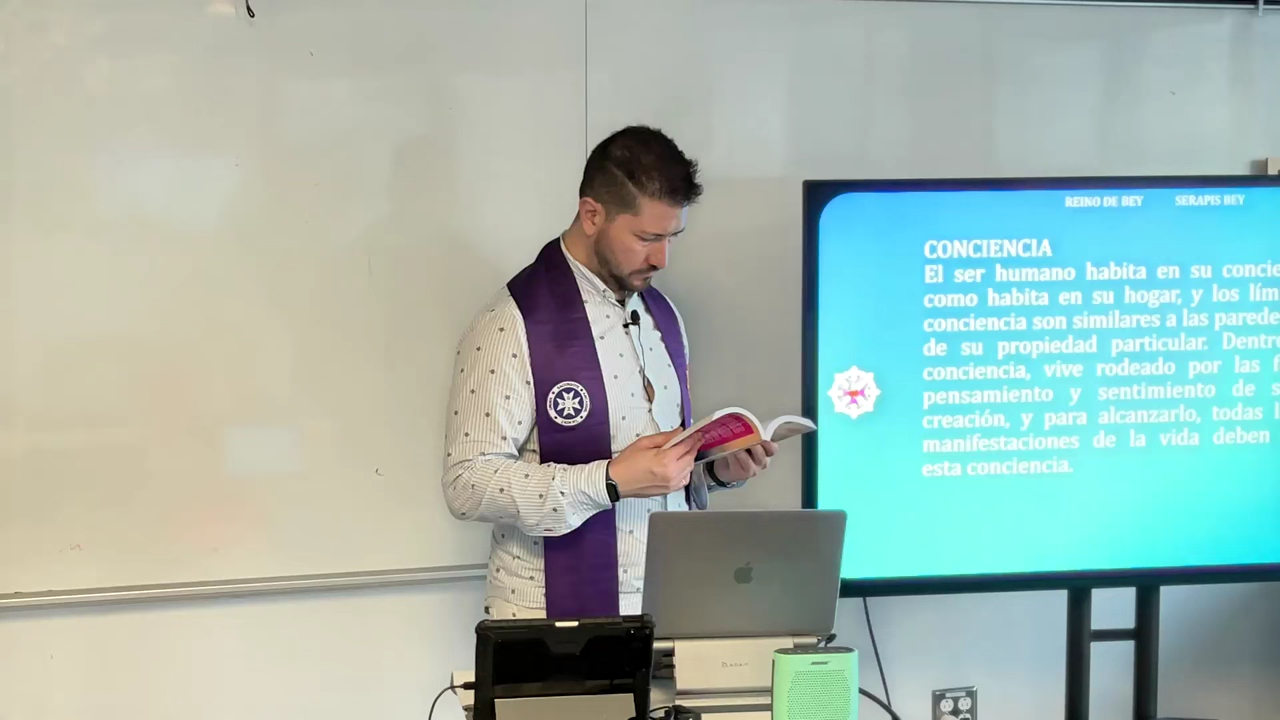 REINO DE BEY SERAPIS BEY
CONCIENCIA
El ser humano habita en su concie
como habita en su hogar, y los lím
conciencia son similares a las parede
de su propiedad particular. Dentr
conciencia, vive rodeado por las f
pensamiento y sentimiento de s
creación, y para alcanzarlo, todas l
manifestaciones de la vida deben
esta conciencia.
BOSE